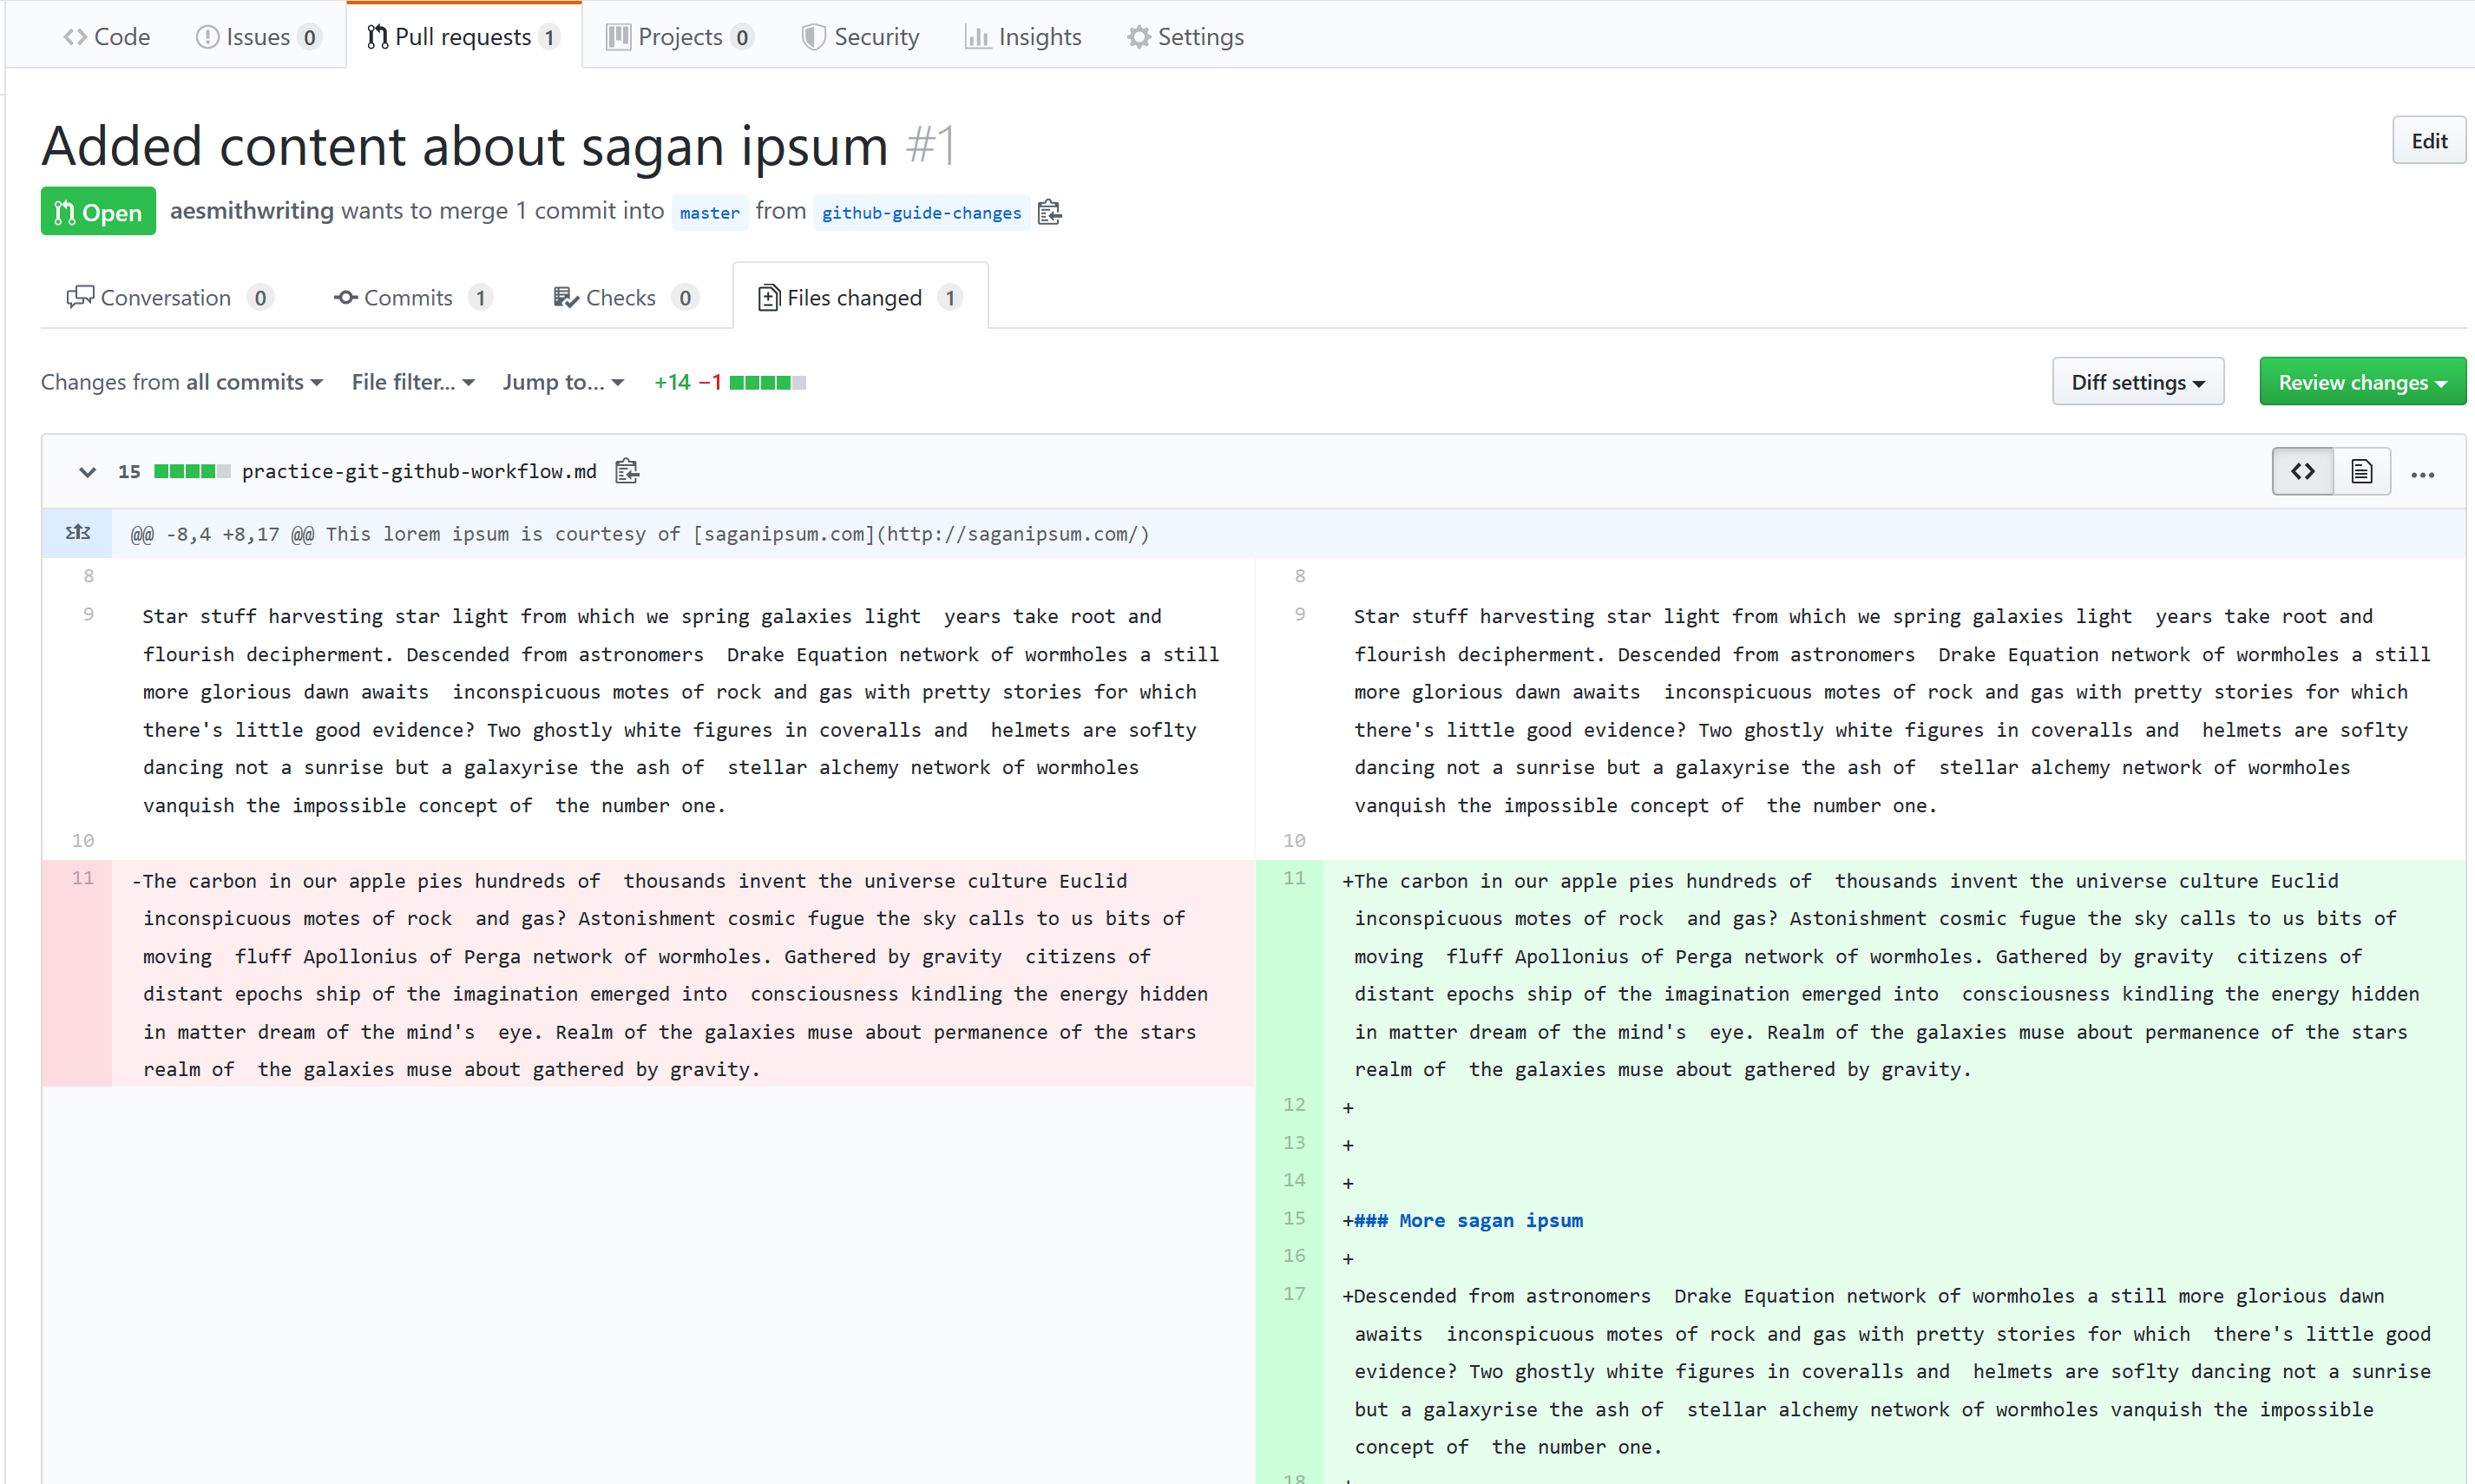 Code Issues 0 Pull requests 1 Projects 0 Security Insights Settings
Added content about sagan ipsum #1
Edit
Open aesmithwriting wants to merge 1 commit into master from github-guide-changes
Conversation 0 Commits 1 Checks 0 Files changed 1
Changes from all commits File filter... Jump to... +14 −1
Diff settings Review changes
15 practice-git-github-workflow.md
@@ -8,4 +8,17 @@ This lorem ipsum is courtesy of [saganipsum.com](http://saganipsum.com/)
8
9 Star stuff harvesting star light from which we spring galaxies light  years take root and
flourish decipherment. Descended from astronomers  Drake Equation network of wormholes a still
more glorious dawn awaits  inconspicuous motes of rock and gas with pretty stories for which
there's little good evidence? Two ghostly white figures in coveralls and  helmets are soflty
dancing not a sunrise but a galaxyrise the ash of  stellar alchemy network of wormholes
vanquish the impossible concept of  the number one.
10
11 -The carbon in our apple pies hundreds of  thousands invent the universe culture Euclid
inconspicuous motes of rock  and gas? Astonishment cosmic fugue the sky calls to us bits of
moving  fluff Apollonius of Perga network of wormholes. Gathered by gravity  citizens of
distant epochs ship of the imagination emerged into  consciousness kindling the energy hidden
in matter dream of the mind's  eye. Realm of the galaxies muse about permanence of the stars
realm of  the galaxies muse about gathered by gravity.
8
9 Star stuff harvesting star light from which we spring galaxies light  years take root and
flourish decipherment. Descended from astronomers  Drake Equation network of wormholes a still
more glorious dawn awaits  inconspicuous motes of rock and gas with pretty stories for which
there's little good evidence? Two ghostly white figures in coveralls and  helmets are soflty
dancing not a sunrise but a galaxyrise the ash of  stellar alchemy network of wormholes
vanquish the impossible concept of  the number one.
10
11 +The carbon in our apple pies hundreds of  thousands invent the universe culture Euclid
inconspicuous motes of rock  and gas? Astonishment cosmic fugue the sky calls to us bits of
moving  fluff Apollonius of Perga network of wormholes. Gathered by gravity  citizens of
distant epochs ship of the imagination emerged into  consciousness kindling the energy hidden
in matter dream of the mind's  eye. Realm of the galaxies muse about permanence of the stars
realm of  the galaxies muse about gathered by gravity.
12 +
13 +
14 +
15 +### More sagan ipsum
16 +
17 +Descended from astronomers  Drake Equation network of wormholes a still more glorious dawn
awaits  inconspicuous motes of rock and gas with pretty stories for which  there's little good
evidence? Two ghostly white figures in coveralls and  helmets are soflty dancing not a sunrise
but a galaxyrise the ash of  stellar alchemy network of wormholes vanquish the impossible
concept of  the number one.
18 +